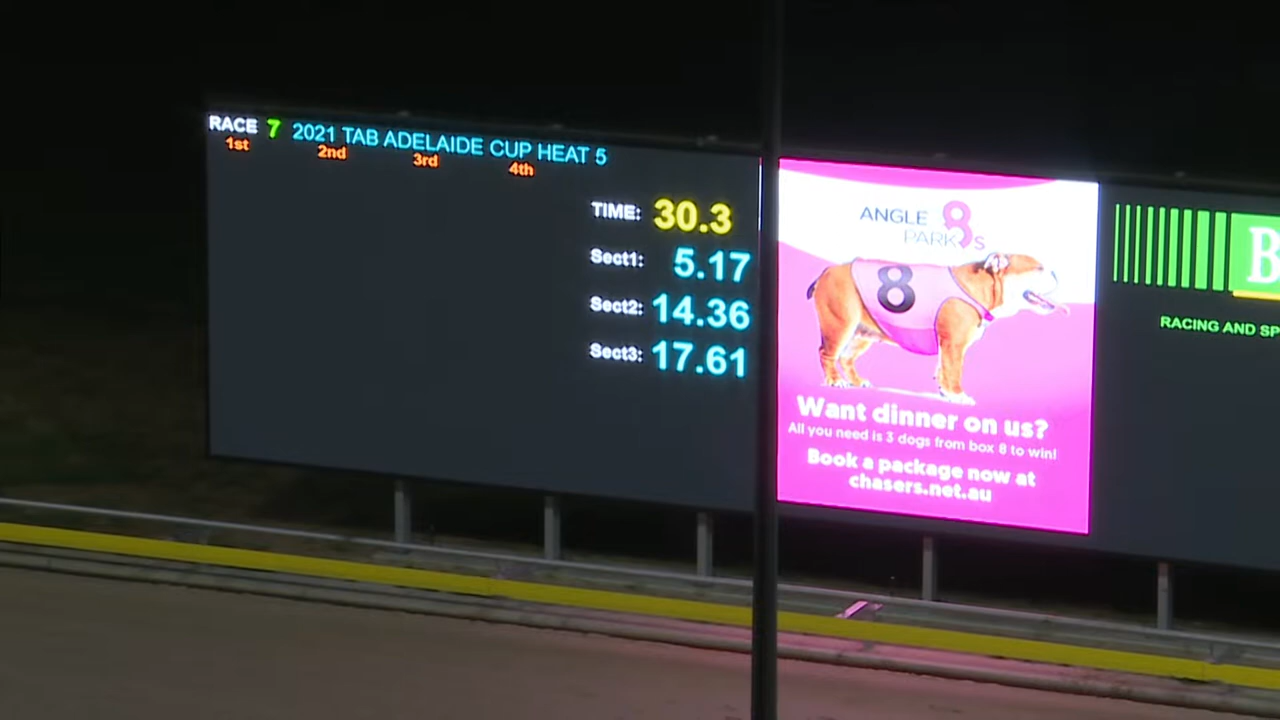 RACE 7 2021 TAB ADELAIDE CUP HEAT 5
1st 2nd 3rd 4th
TIME: 30.3
Sect1: 5.17
Sect2: 14.36
Sect3: 17.61
ANGLE 8s
PARK
8
Want dinner on us?
All you need is 3 dogs from box 8 to win!
Book a package now at
chasers.net.au
B
RACING AND SP